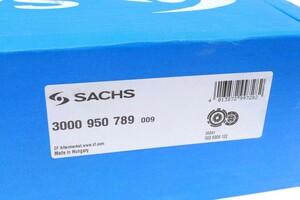 SACHS
3000 950 789 009
ZF Aftermarket, www.zf.com
Made in Hungary